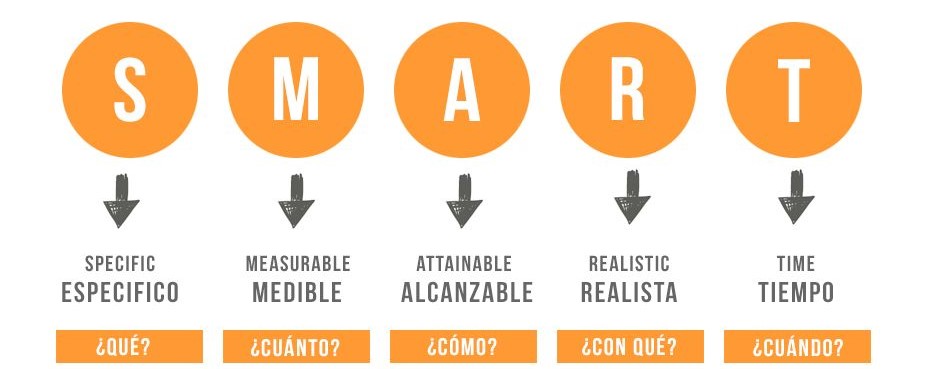 S M A R T
SPECIFIC MEASURABLE ATTAINABLE REALISTIC TIME
ESPECIFICO MEDIBLE ALCANZABLE REALISTA TIEMPO
¿QUÉ? ¿CUÁNTO? ¿CÓMO? ¿CON QUÉ? ¿CUÁNDO?